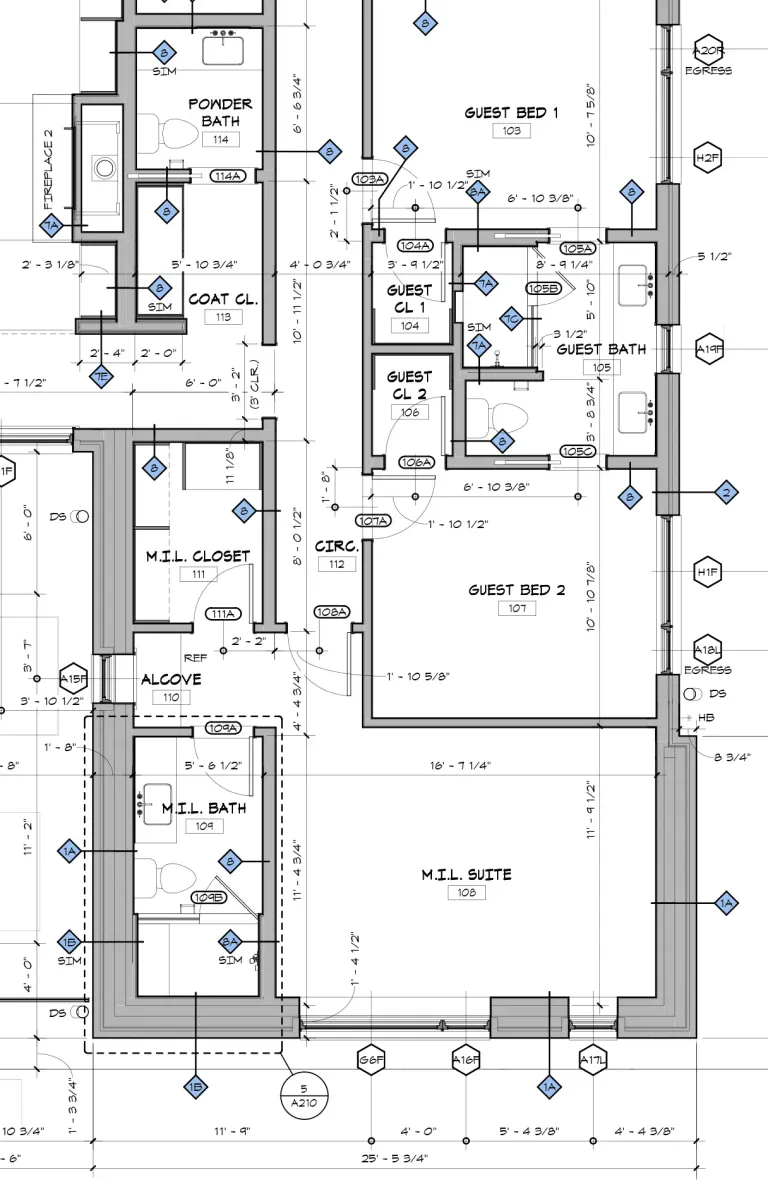 8
A20R
EGRESS
8
SIM
POWDER
BATH
114
6' - 6 3/4"
GUEST BED 1
103
10' - 7 5/8"
8
8
H2F
FIREPLACE 2
114A
103A
1' - 10 1/2"
SIM
8A
6' - 10 3/8"
8
8
7A
2' - 1 1/2"
104A
105A
5 1/2"
2' - 3 1/8"
5' - 10 3/4"
4' - 0 3/4"
3' - 9 1/2"
8' - 9 1/4"
8
SIM
COAT CL.
113
10' - 11 1/2"
GUEST
CL 1
104
7A
105B
5' - 10"
7C
SIM
7A
3 1/2"
GUEST BATH
105
A19F
2' - 4"
2' - 0"
7E
- 7 1/2"
6' - 0"
3' - 2"
(3' CLR.)
GUEST
CL 2
106
3' - 8 3/4"
8
1F
8
11 1/8"
106A
105C
6' - 10 3/8"
8
2
1' - 8"
DS
6' - 0"
8
107A
1' - 10 1/2"
M.I.L. CLOSET
111
8' - 0 1/2"
CIRC.
112
GUEST BED 2
107
10' - 10 7/8"
H1F
111A
108A
2' - 2"
REF
A18L
EGRESS
3' - 7"
A15F
ALCOVE
110
1' - 10 5/8"
DS
3' - 10 1/2"
4' - 4 3/4"
HB
109A
1' - 8"
8 3/4"
- 8"
5' - 6 1/2"
16' - 7 1/4"
M.I.L. BATH
109
11' - 2"
11' - 9 1/2"
1A
8
11' - 4 3/4"
M.I.L. SUITE
108
109B
1A
1B
SIM
8A
SIM
1' - 4 1/2"
4' - 0"
DS
G6F
A16F
A17L
1B
1A
5
A210
1' - 3 3/4"
10 3/4"
11' - 9"
4' - 0"
5' - 4 3/8"
4' - 4 3/8"
- 6"
25' - 5 3/4"